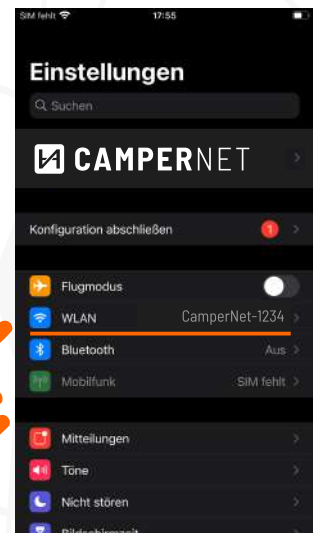 SIM fehlt 17:55
Einstellungen
Suchen
CAMPERNET
Konfiguration abschließen 1
Flugmodus
WLAN CamperNet-1234
Bluetooth Aus
Mobilfunk SIM fehlt
Mitteilungen
Töne
Nicht stören
Bildschirmzeit